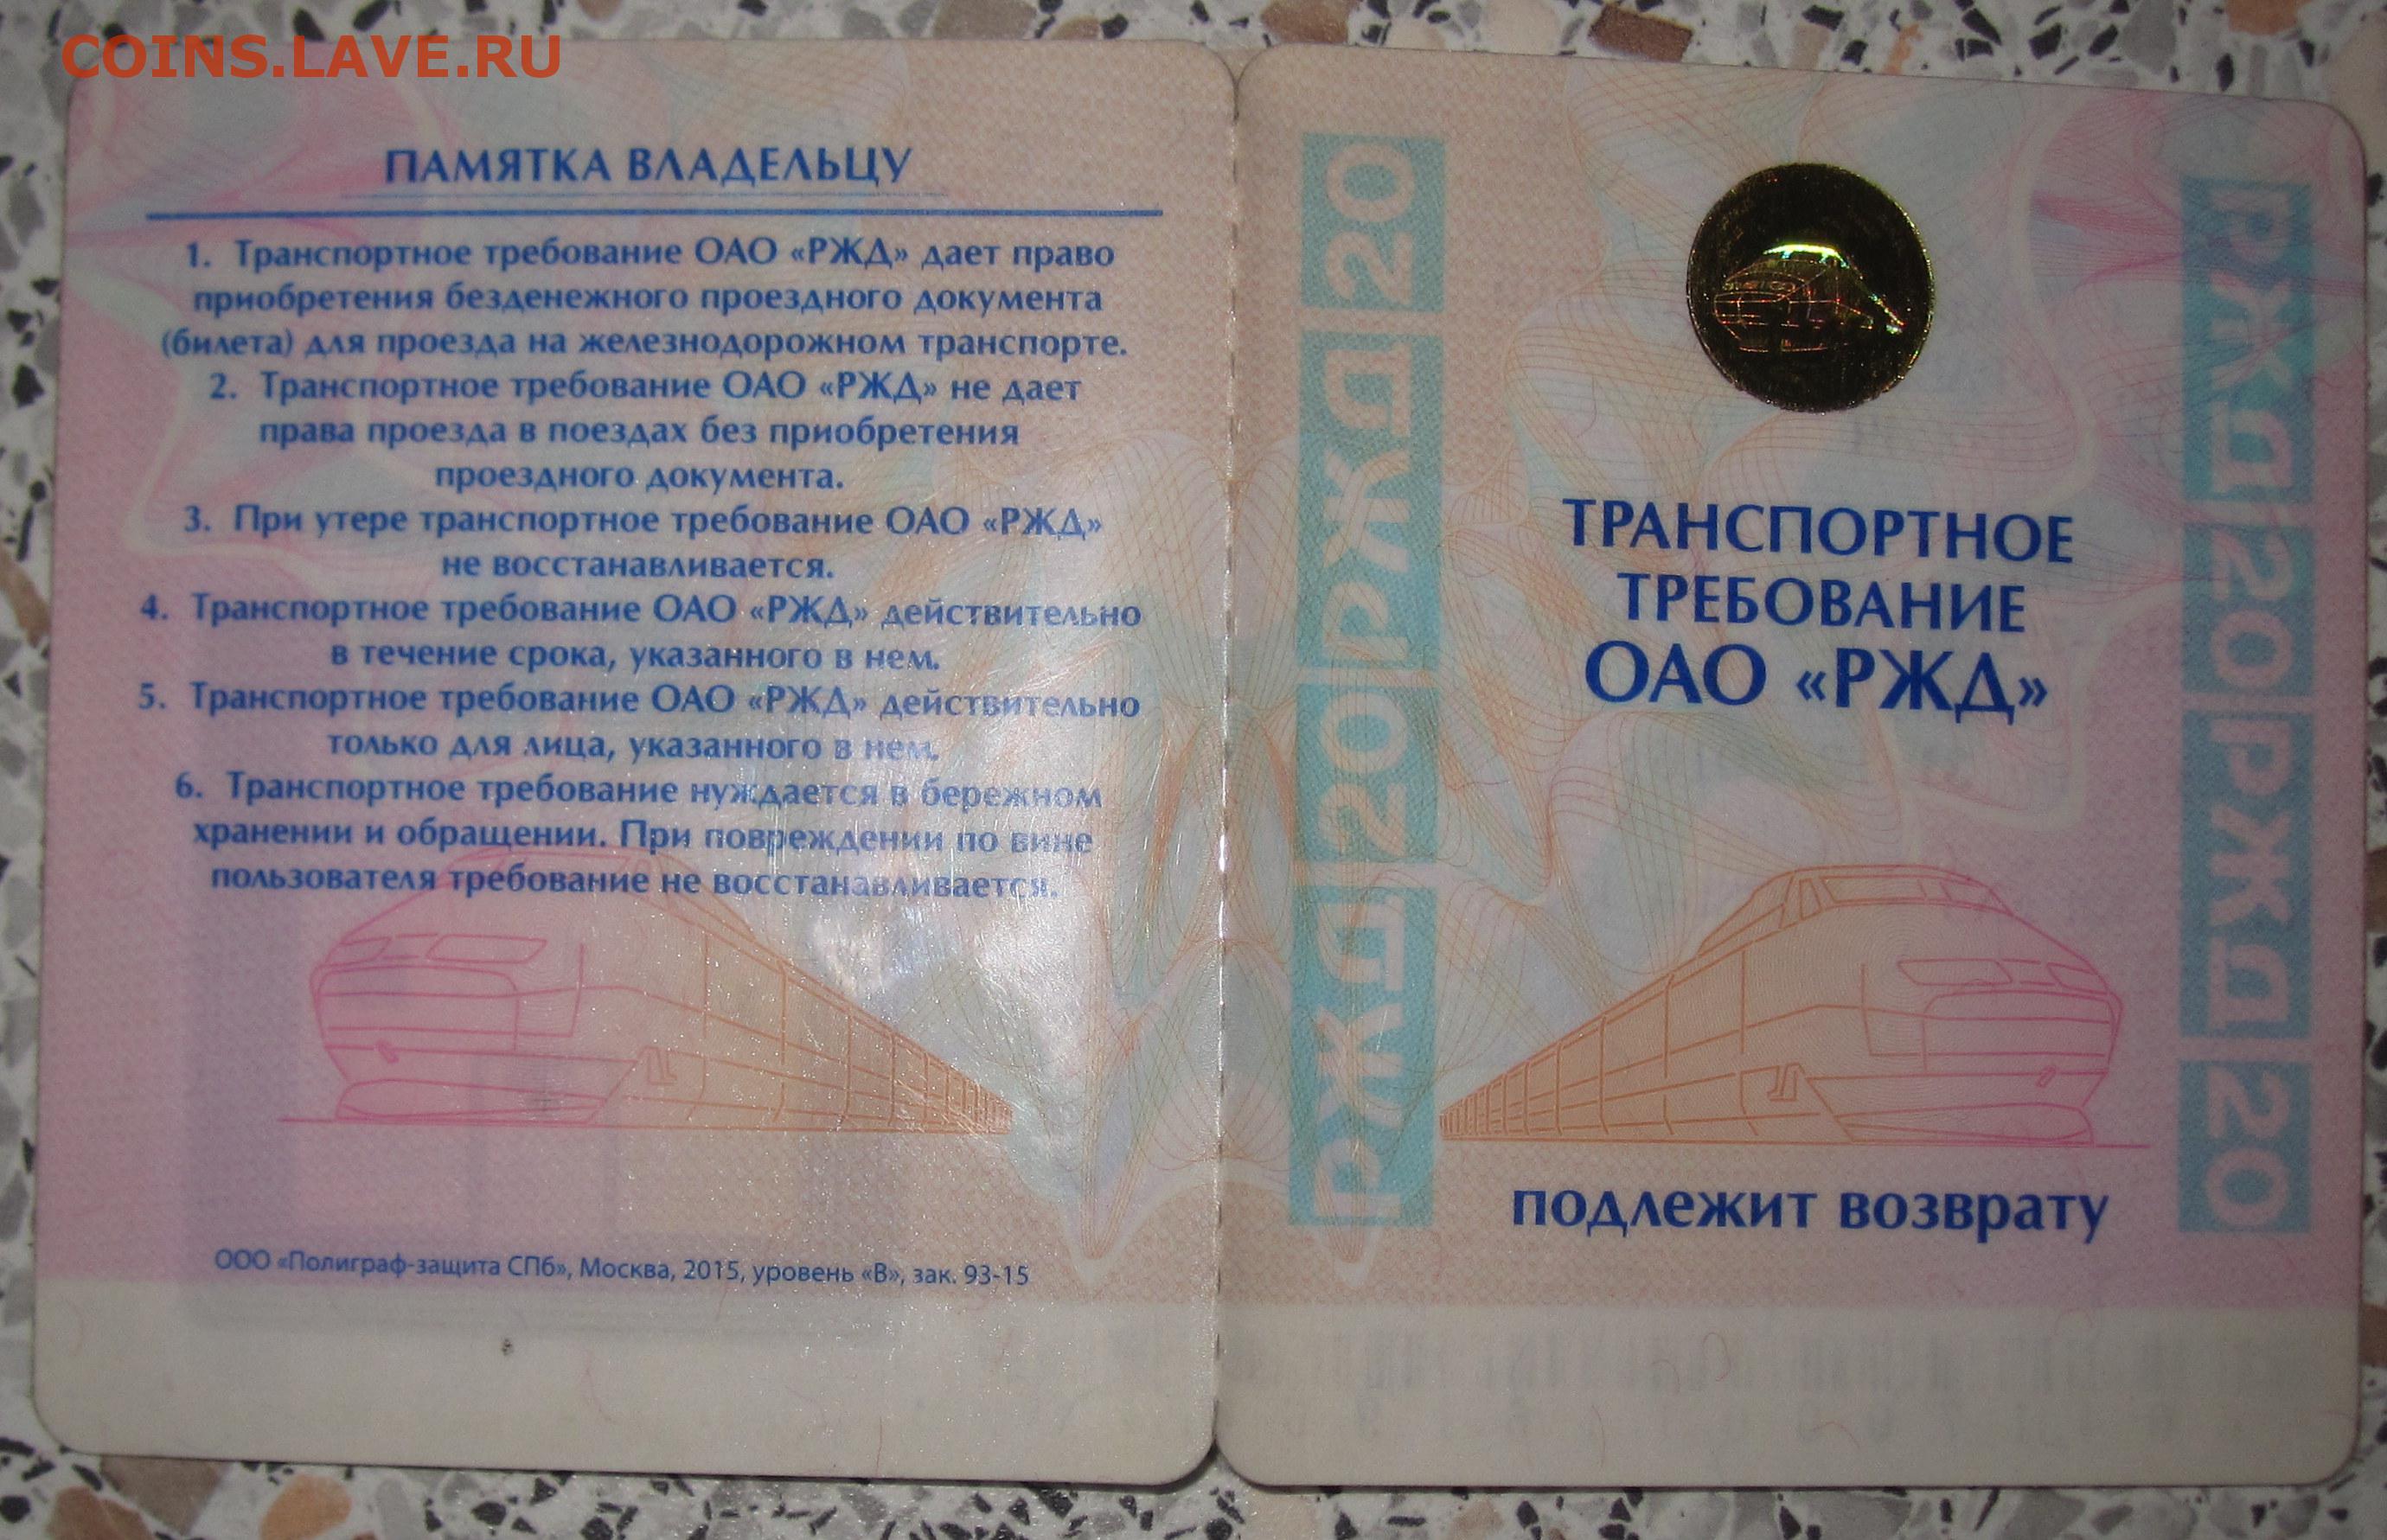 COINS.LAVE.RU
ПАМЯТКА ВЛАДЕЛЬЦУ
1. Транспортное требование ОАО «РЖД» дает право
приобретения безденежного проездного документа
(билета) для проезда на железнодорожном транспорте.
2. Транспортное требование ОАО «РЖД» не дает
права проезда в поездах без приобретения
проездного документа.
3. При утере транспортное требование ОАО «РЖД»
не восстанавливается.
4. Транспортное требование ОАО «РЖД» действительно
в течение срока, указанного в нем.
5. Транспортное требование ОАО «РЖД» действительно
только для лица, указанного в нем.
6. Транспортное требование нуждается в бережном
хранении и обращении. При повреждении по вине
пользователя требование не восстанавливается.
ООО «Полиграф-защита СПб», Москва, 2015, уровень «В», зак. 93-15
РЖД 20 РЖД 20
ТРАНСПОРТНОЕ
ТРЕБОВАНИЕ
ОАО «РЖД»
ПОДЛЕЖИТ ВОЗВРАТУ
РЖД 20 РЖД 20